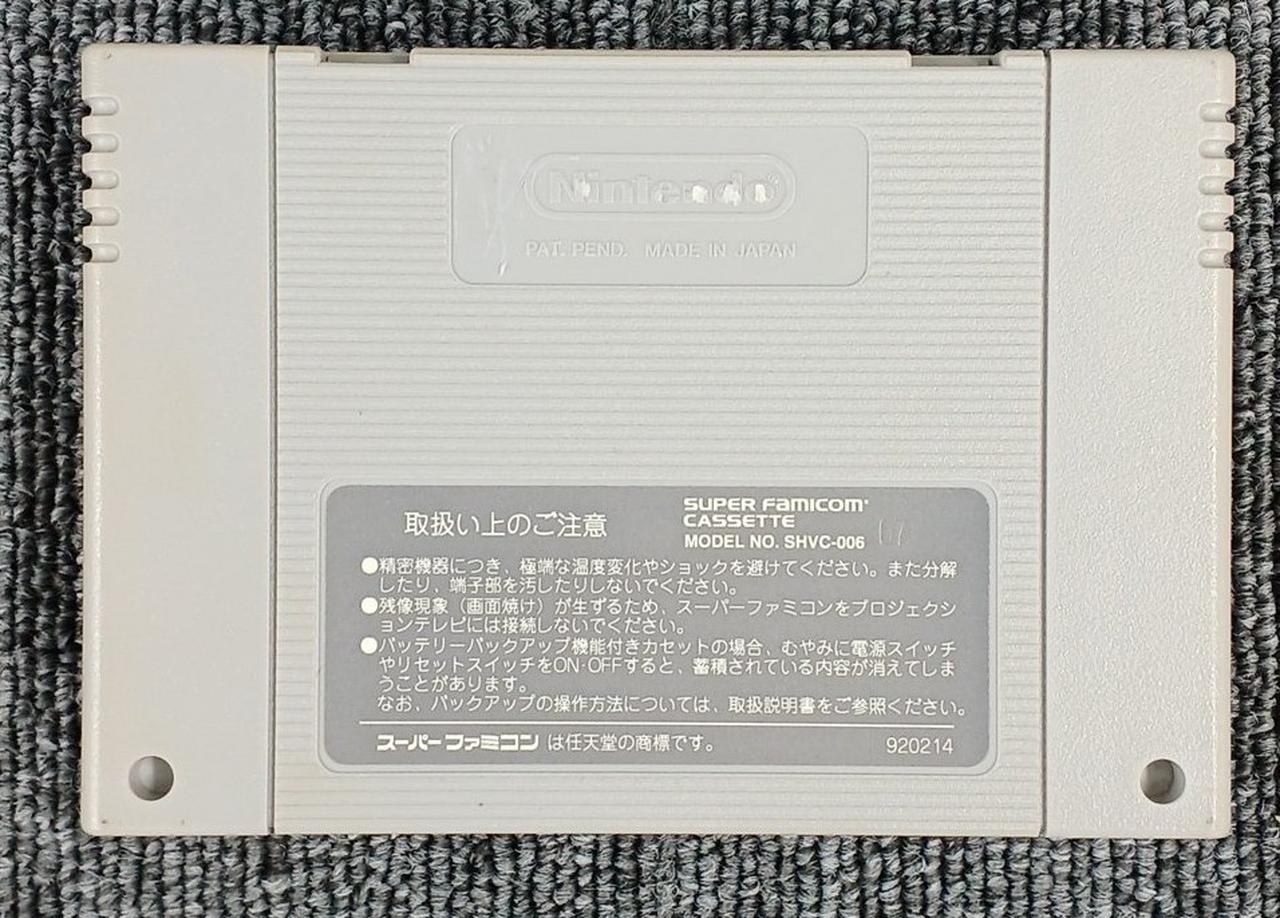 Nintendo
PAT. PEND. MADE IN JAPAN
取扱い上のご注意
SUPER FAMICOM
CASSETTE
MODEL NO. SHVC-006
17
●精密機器につき、極端な温度変化やショックを避けてください。また分解
したり、端子部を汚したりしないでください。
●残像現象（画面焼け）が生ずるため、スーパーファミコンをプロジェクシ
ョンテレビには接続しないでください。
●バッテリーバックアップ機能付きカセットの場合、むやみに電源スイッチ
やリセットスイッチをON・OFFすると、蓄積されている内容が消えてしま
うことがあります。
なお、バックアップの操作方法については、取扱説明書をご参照ください。
スーパーファミコン は任天堂の商標です。
920214